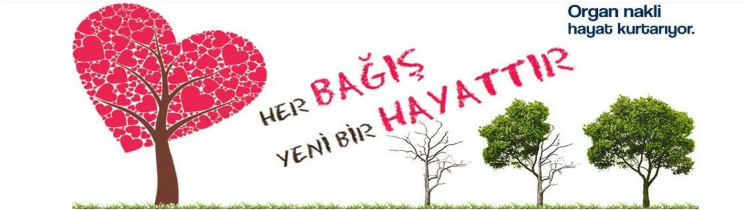 Organ nakli
hayat kurtarıyor.
HER BAĞIŞ
YENİ BİR HAYATTIR